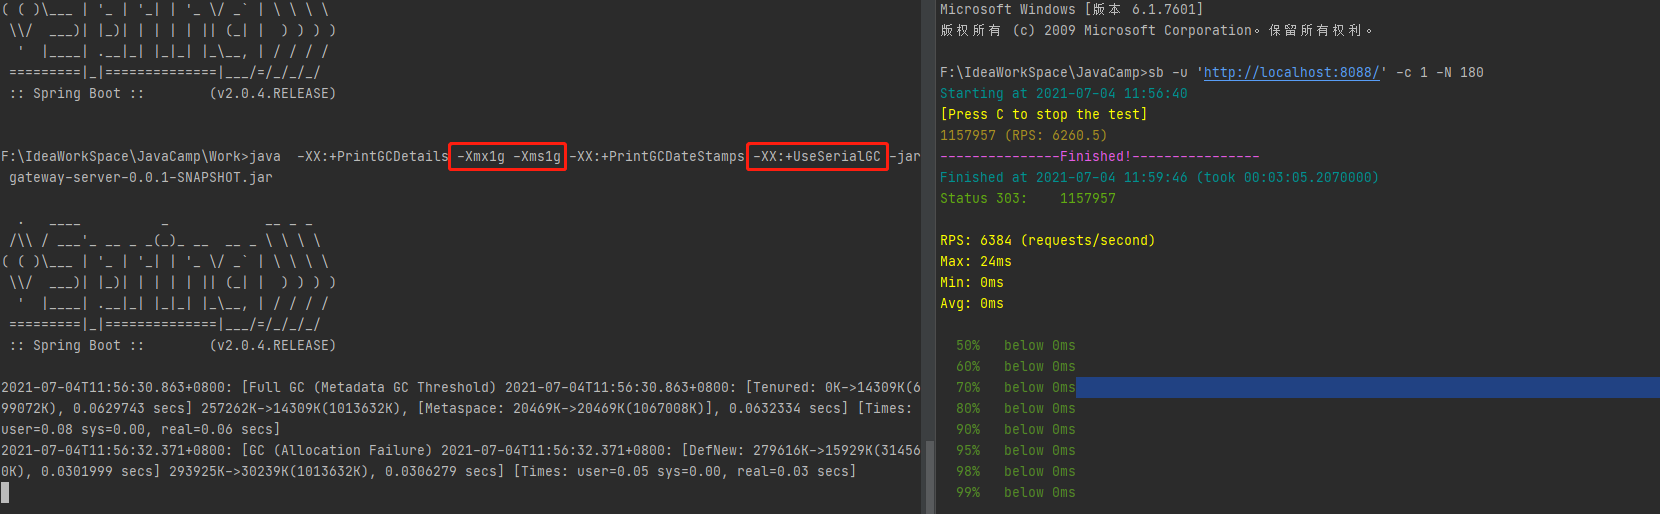 ( ( )\___ | '_ | '_| | '_ \/ _` | \ \ \ \
 \\/  ___)| |_)| | | | | || (_| |  ) ) ) )
  '  |____| .__|_| |_|_| |_\__, | / / / /
 =========|_|==============|___/=/_/_/_/
 :: Spring Boot ::        (v2.0.4.RELEASE)
F:\IdeaWorkSpace\JavaCamp\Work>java  -XX:+PrintGCDetails -Xmx1g -Xms1g -XX:+PrintGCDateStamps -XX:+UseSerialGC -jar
 gateway-server-0.0.1-SNAPSHOT.jar
  .   ____          _            __ _ _
 /\\ / ___'_ __ _ _(_)_ __  __ _ \ \ \ \
( ( )\___ | '_ | '_| | '_ \/ _` | \ \ \ \
 \\/  ___)| |_)| | | | | || (_| |  ) ) ) )
  '  |____| .__|_| |_|_| |_\__, | / / / /
 =========|_|==============|___/=/_/_/_/
 :: Spring Boot ::        (v2.0.4.RELEASE)
2021-07-04T11:56:30.863+0800: [Full GC (Metadata GC Threshold) 2021-07-04T11:56:30.863+0800: [Tenured: 0K->14309K(6
99072K), 0.0629743 secs] 257262K->14309K(1013632K), [Metaspace: 20469K->20469K(1067008K)], 0.0632334 secs] [Times:
user=0.08 sys=0.00, real=0.06 secs]
2021-07-04T11:56:32.371+0800: [GC (Allocation Failure) 2021-07-04T11:56:32.371+0800: [DefNew: 279616K->15929K(31456
0K), 0.0301999 secs] 293925K->30239K(1013632K), 0.0306279 secs] [Times: user=0.05 sys=0.00, real=0.03 secs]
Microsoft Windows [版本 6.1.7601]
版权所有 (c) 2009 Microsoft Corporation。保留所有权利。
F:\IdeaWorkSpace\JavaCamp>sb -u 'http://localhost:8088/' -c 1 -N 180
Starting at 2021-07-04 11:56:40
[Press C to stop the test]
1157957 (RPS: 6260.5)
---------------Finished!----------------
Finished at 2021-07-04 11:59:46 (took 00:03:05.2070000)
Status 303:    1157957
RPS: 6384 (requests/second)
Max: 24ms
Min: 0ms
Avg: 0ms
  50%   below 0ms
  60%   below 0ms
  70%   below 0ms
  80%   below 0ms
  90%   below 0ms
  95%   below 0ms
  98%   below 0ms
  99%   below 0ms